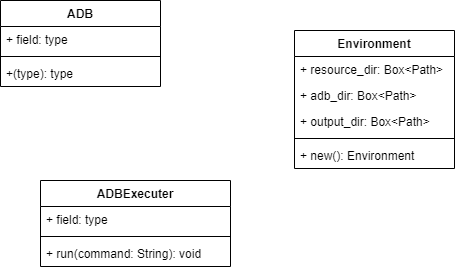 ADB
+ field: type
+(type): type
Environment
+ resource_dir: Box<Path>
+ adb_dir: Box<Path>
+ output_dir: Box<Path>
+ new(): Environment
ADBExecuter
+ field: type
+ run(command: String): void